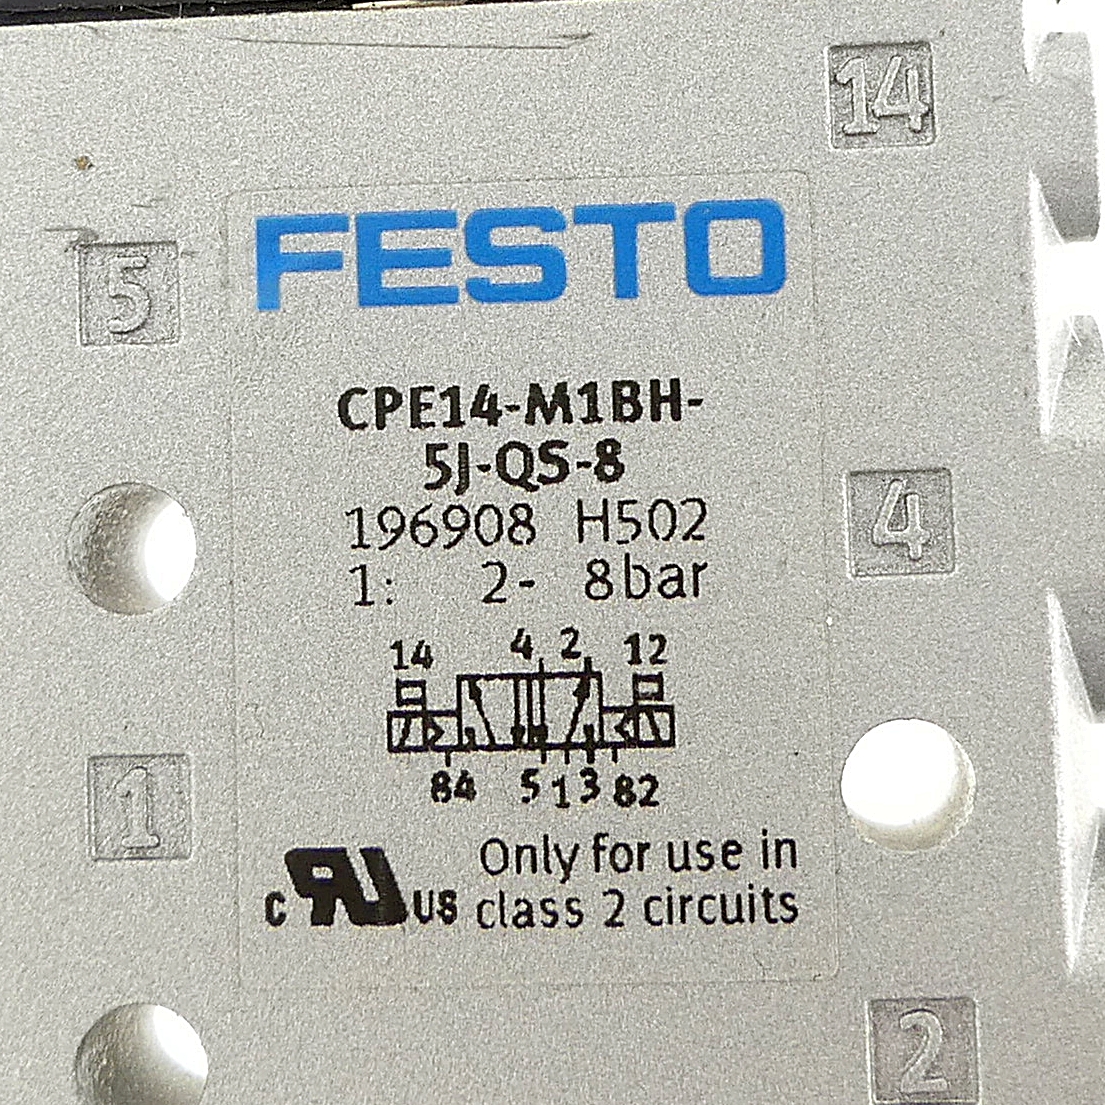 14
FESTO
5
CPE14-M1BH-
5J-QS-8
196908 H502
4
1: 2- 8bar
14 4 2 12
84 5 1 3 82
1
Only for use in
c RU US class 2 circuits
2